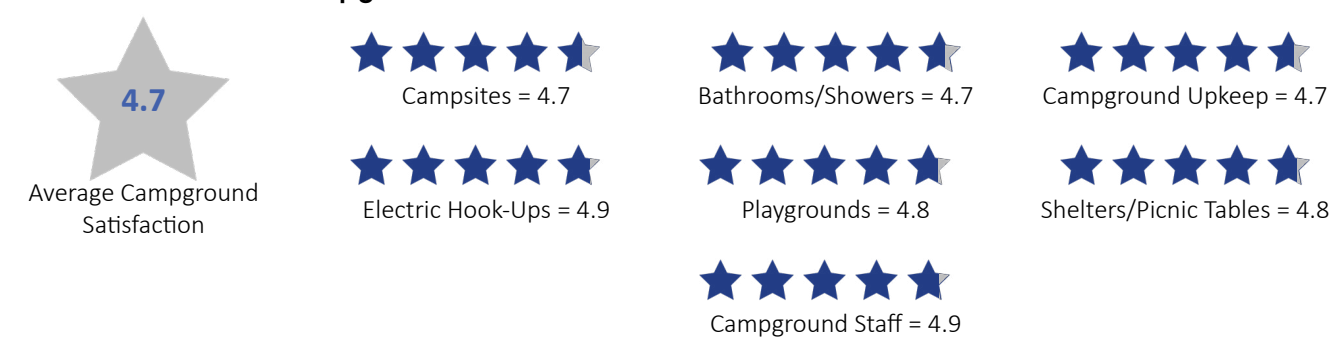 4.7
Average Campground
Satisfaction
Campsites = 4.7
Bathrooms/Showers = 4.7
Campground Upkeep = 4.7
Electric Hook-Ups = 4.9
Playgrounds = 4.8
Shelters/Picnic Tables = 4.8
Campground Staff = 4.9